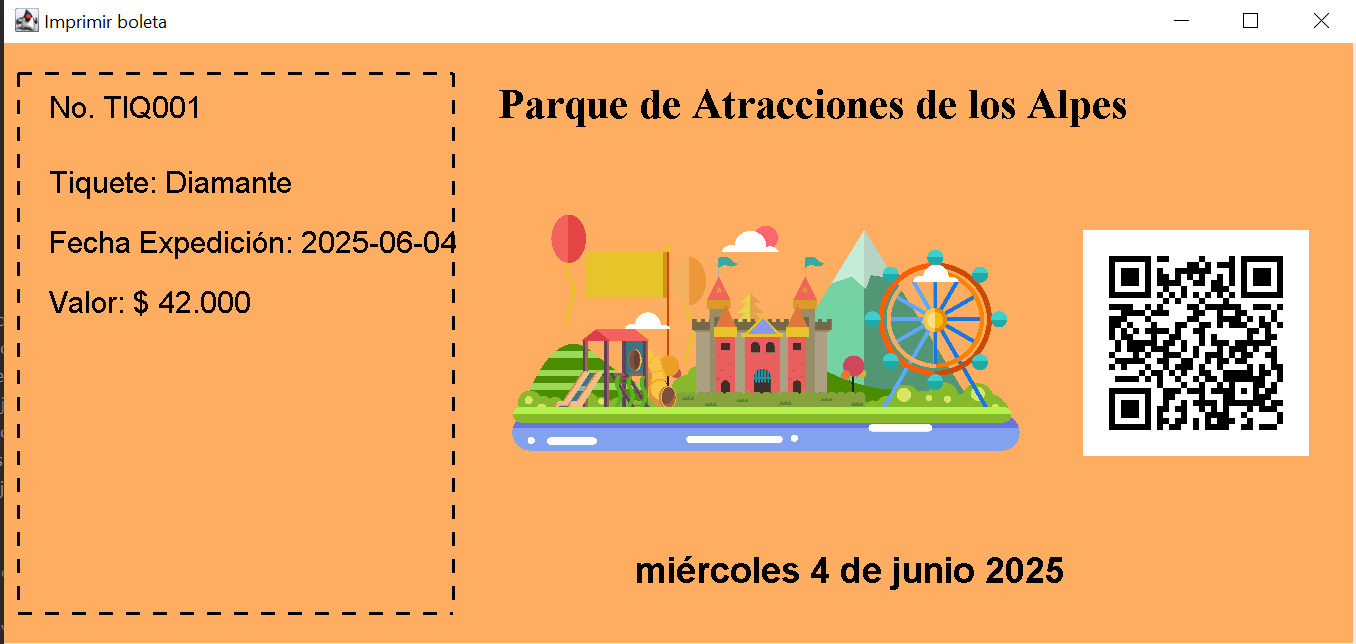 Imprimir boleta
No. TIQ001
Tiquete: Diamante
Fecha Expedición: 2025-06-04
Valor: $ 42.000
Parque de Atracciones de los Alpes
miércoles 4 de junio 2025